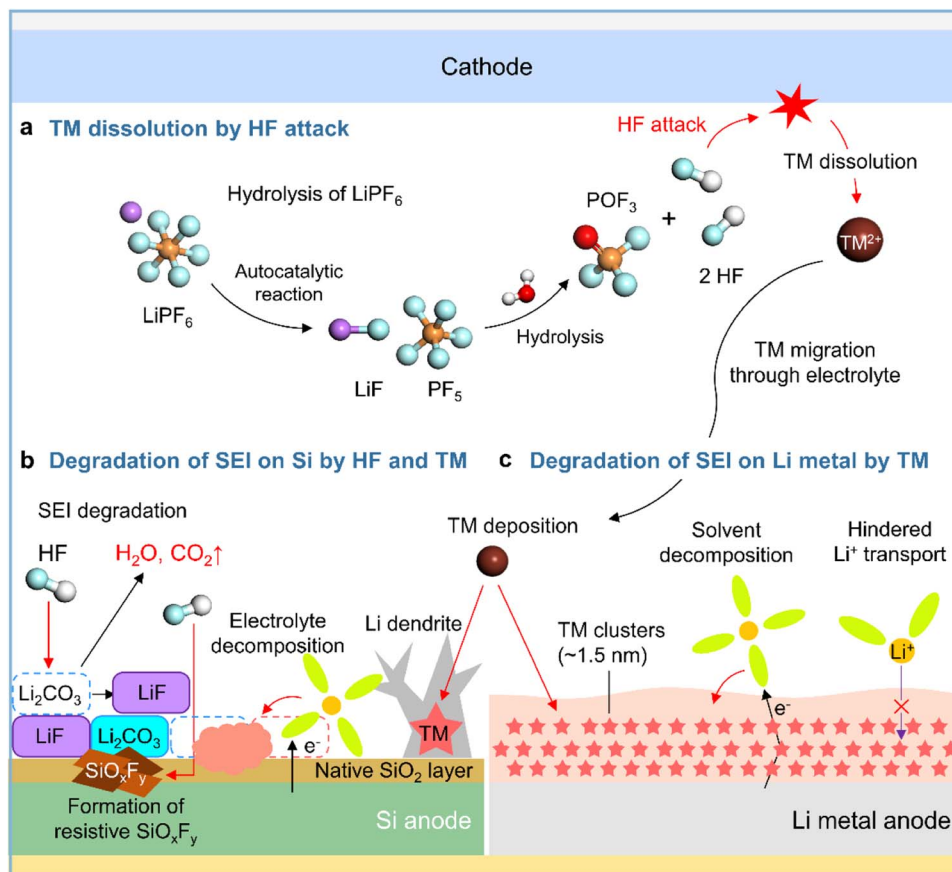 Cathode
a TM dissolution by HF attack
HF attack
TM dissolution
Hydrolysis of LiPF₆
POF₃
+
TM²⁺
2 HF
Autocatalytic
reaction
LiPF₆
Hydrolysis
LiF
PF₅
TM migration
through electrolyte
b Degradation of SEI on Si by HF and TM
c Degradation of SEI on Li metal by TM
SEI degradation
HF
H₂O, CO₂↑
Electrolyte
decomposition
Li dendrite
Li₂CO₃
LiF
LiF
Li₂CO₃
SiOₓFᵧ
e⁻
TM
Native SiO₂ layer
Formation of
resistive SiOₓFᵧ
Si anode
TM deposition
Solvent
decomposition
Hindered
Li⁺ transport
TM clusters
(~1.5 nm)
Li⁺
e⁻
Li metal anode